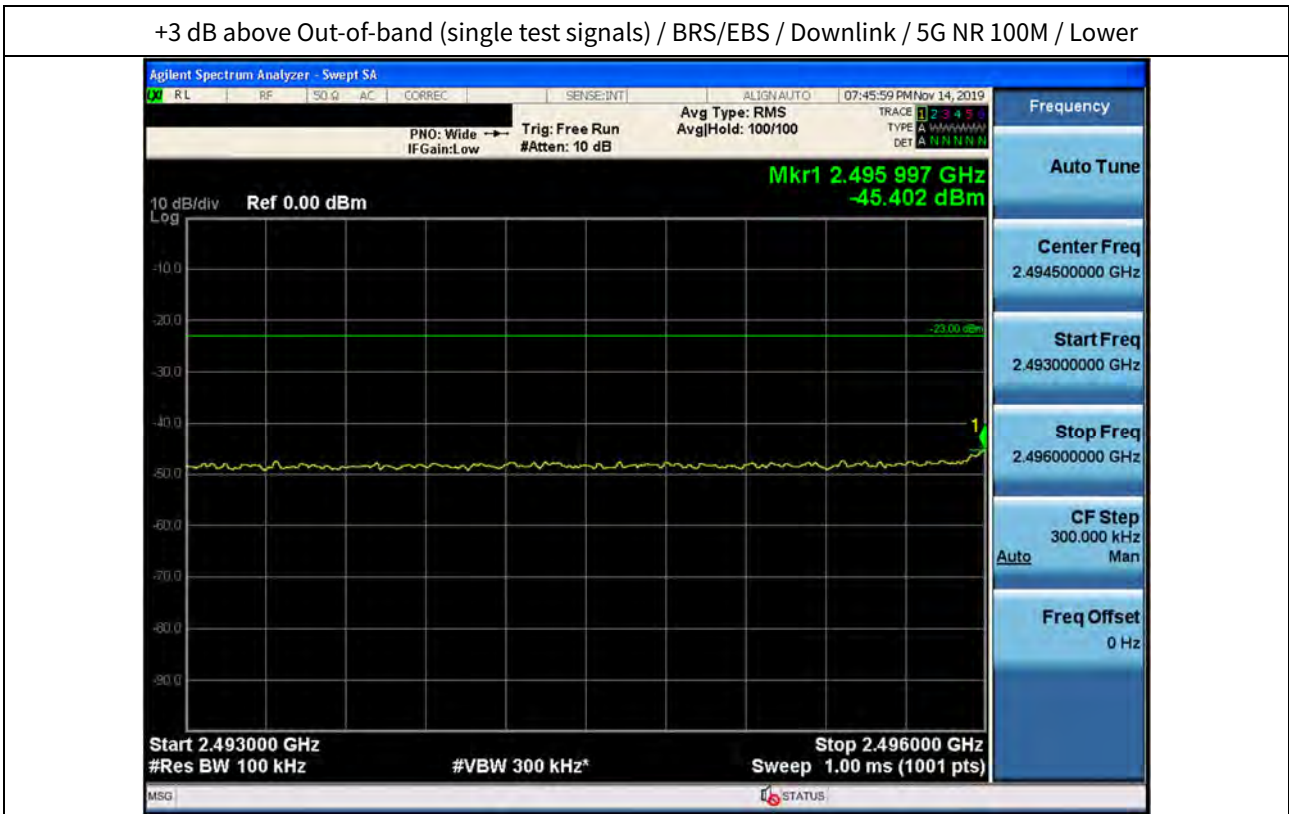 +3 dB above Out-of-band (single test signals) / BRS/EBS / Downlink / 5G NR 100M / Lower
Agilent Spectrum Analyzer - Swept SA
RL RF 50 Ω AC CORREC SENSE:INT ALIGNAUTO 07:45:59 PM Nov 14, 2019
PNO: Wide Trig: Free Run Avg Type: RMS TRACE 1 2 3 4 5 6
IFGain:Low #Atten: 10 dB Avg|Hold: 100/100 TYPE A WWWWW
DET A N N N N N
Mkr1 2.495 997 GHz
-45.402 dBm
10 dB/div Ref 0.00 dBm
Log
-10.0
-20.0
-23.00 dBm
-30.0
-40.0
1
-50.0
-60.0
-70.0
-80.0
-90.0
Start 2.493000 GHz Stop 2.496000 GHz
#Res BW 100 kHz #VBW 300 kHz* Sweep 1.00 ms (1001 pts)
MSG STATUS
Frequency
Auto Tune
Center Freq
2.494500000 GHz
Start Freq
2.493000000 GHz
Stop Freq
2.496000000 GHz
CF Step
300.000 kHz
Auto Man
Freq Offset
0 Hz